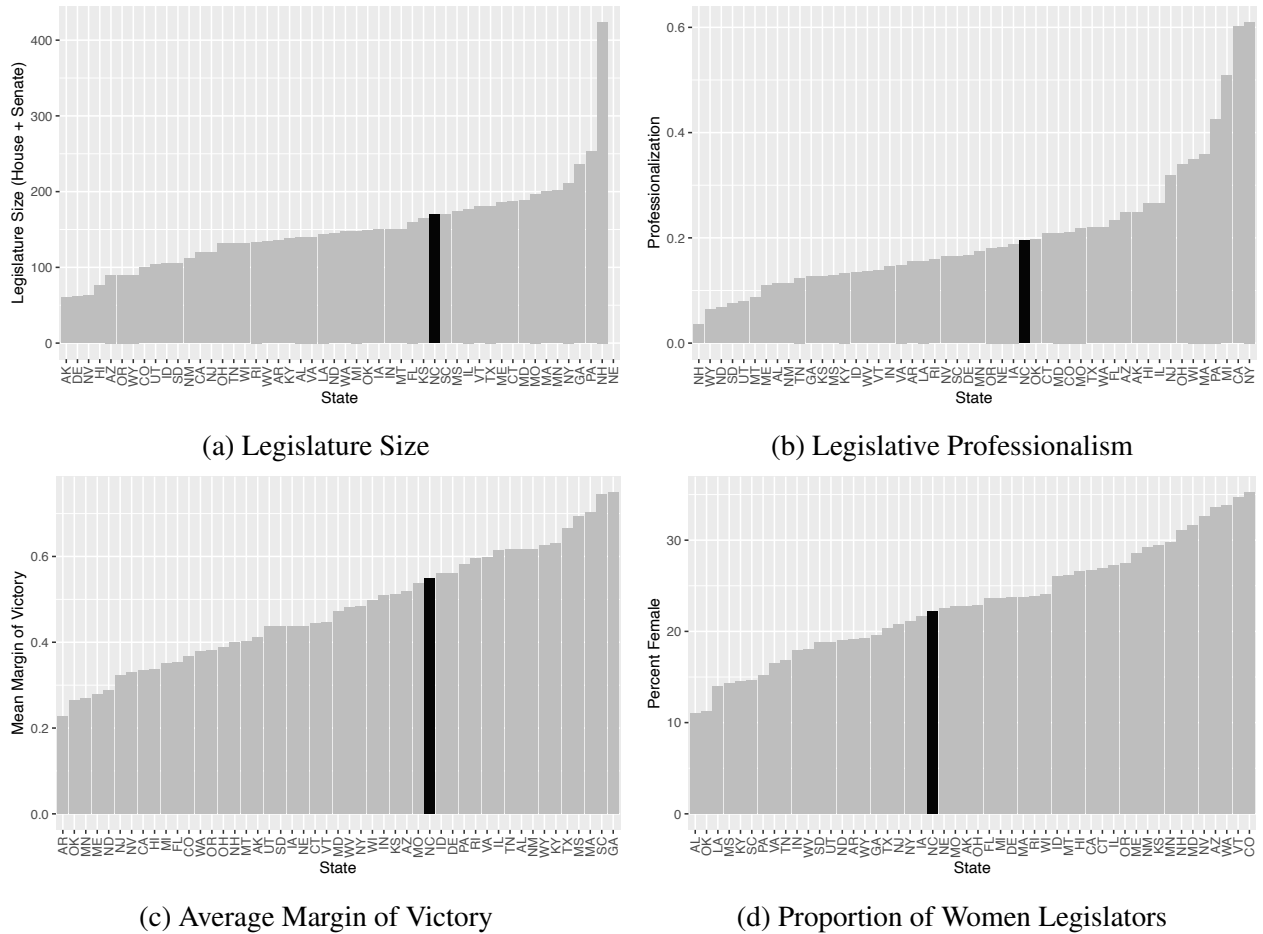 Legislature Size (House + Senate)
400
300
200
100
0
AK DE NV HI AZ OR WY CO UT ID SD NM CA NJ OH TN WI RI WV AR KY AL VA LA ND WA MI OK IA IN MT FL KS NC SC MS IL VT TX ME CT MD MO MA MN NY GA PA NH NE
State
(a) Legislature Size
Professionalization
0.6
0.4
0.2
0.0
NH WY ND SD UT MT ME AL NM TN GA KS MS KY ID WV VT IN VA AR LA RI NV SC DE MN OR NE IA NC OK CT MD CO MO TX WA FL AZ AK HI IL NJ OH WI MA PA MI CA NY
State
(b) Legislative Professionalism
Mean Margin of Victory
0.6
0.4
0.2
0.0
AR OK MN ME ND NJ NV CA HI MI FL CO WA OR OH NH MT AK UT SD IA NE CT VT MD WV NY WI IN KS AZ MO NC ID DE PA RI VA IL TN AL NM WY KY TX MS MA SC GA
State
(c) Average Margin of Victory
Percent Female
30
20
10
0
AL OK LA MS KY SC PA VA TN IN WV SD UT ND AR WY GA TX NJ NY IA NC NE MO AK OH FL MI DE MA RI WI ID MT HI CA CT IL OR ME NM KS MN NH MD NV AZ WA VT CO
State
(d) Proportion of Women Legislators